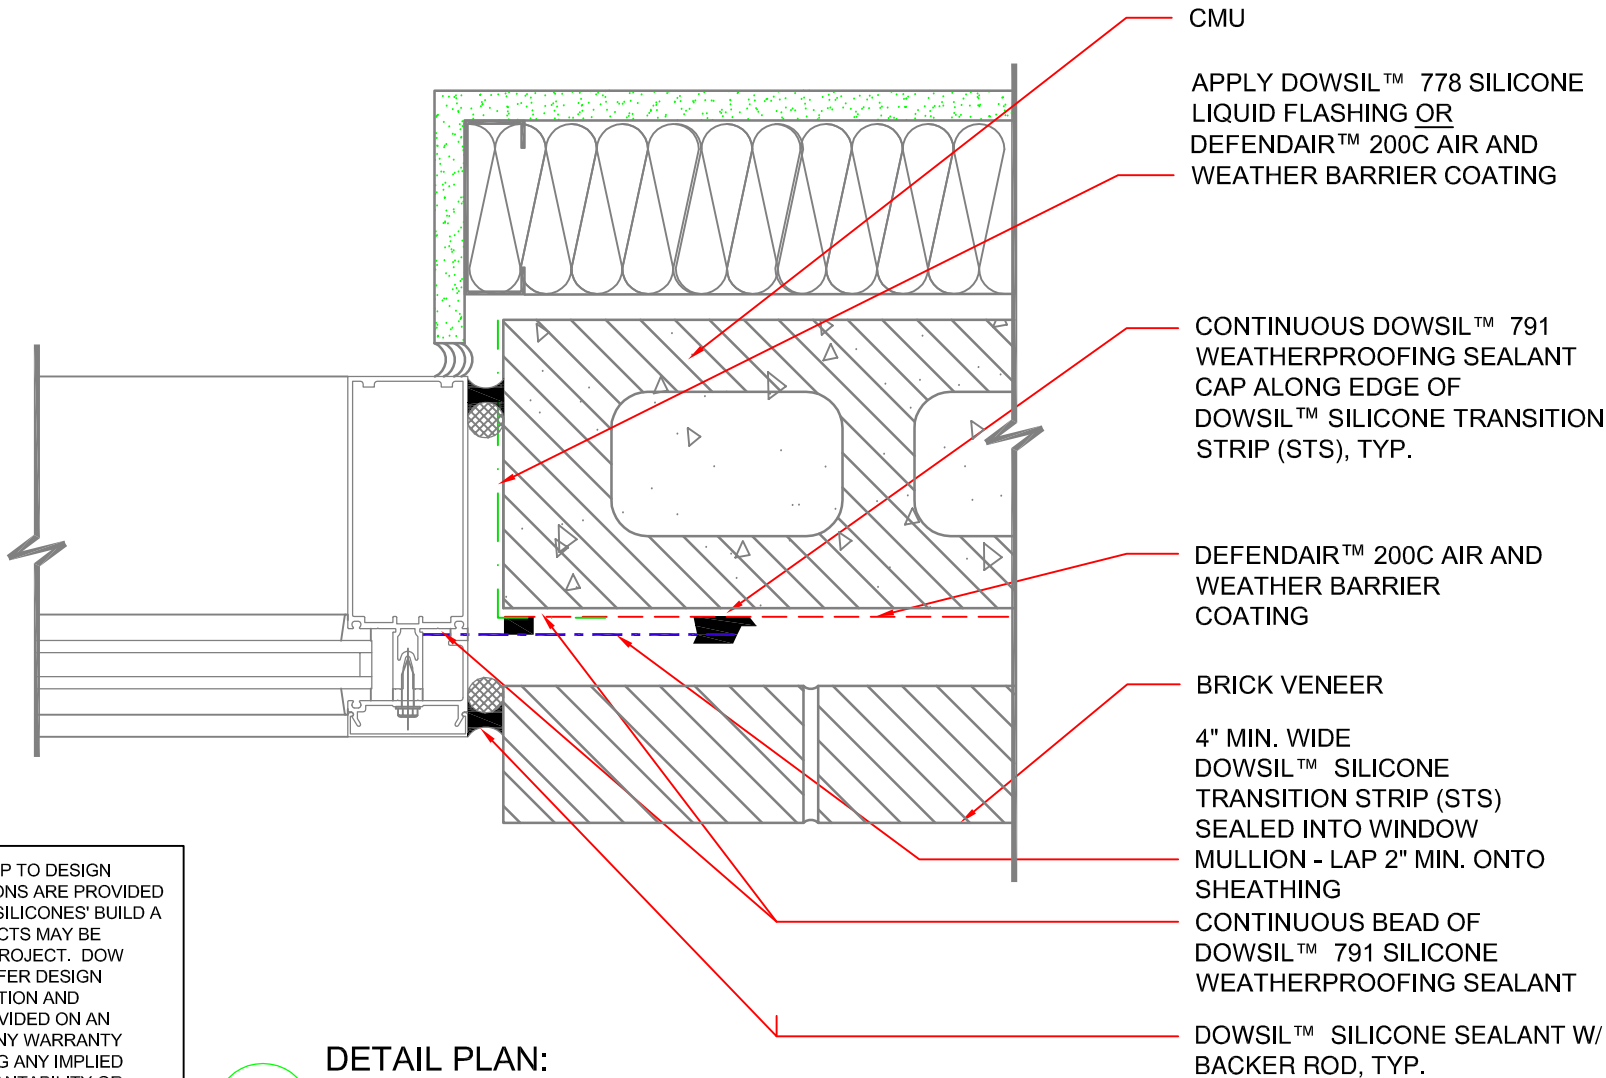 CMU
APPLY DOWSIL™ 778 SILICONE
LIQUID FLASHING OR
DEFENDAIR™ 200C AIR AND
WEATHER BARRIER COATING
CONTINUOUS DOWSIL™ 791
WEATHERPROOFING SEALANT
CAP ALONG EDGE OF
DOWSIL™ SILICONE TRANSITION
STRIP (STS), TYP.
DEFENDAIR™ 200C AIR AND
WEATHER BARRIER
COATING
BRICK VENEER
4" MIN. WIDE
DOWSIL™ SILICONE
TRANSITION STRIP (STS)
SEALED INTO WINDOW
MULLION - LAP 2" MIN. ONTO
SHEATHING
CONTINUOUS BEAD OF
DOWSIL™ 791 SILICONE
WEATHERPROOFING SEALANT
DOWSIL™ SILICONE SEALANT W/
BACKER ROD, TYP.
P TO DESIGN
ONS ARE PROVIDED
SILICONES' BUILD A
CTS MAY BE
ROJECT. DOW
FER DESIGN
TION AND
VIDED ON AN
NY WARRANTY
G ANY IMPLIED
DETAIL PLAN: